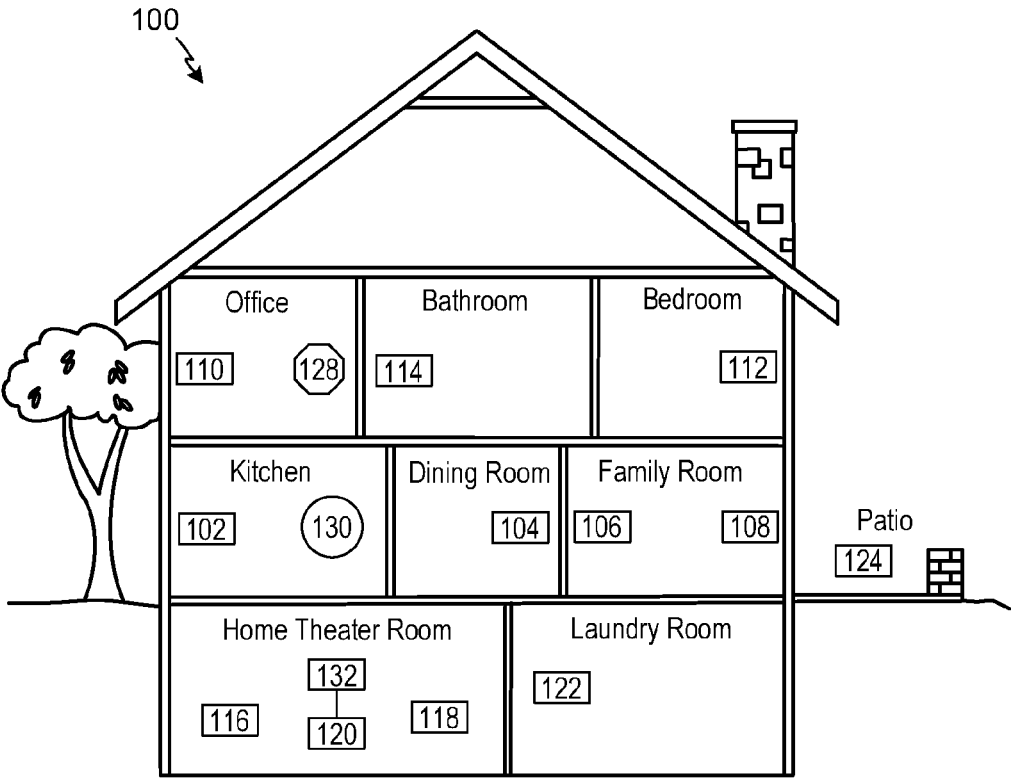 100
Office
Bathroom
Bedroom
110
128
114
112
Kitchen
Dining Room
Family Room
102
130
104
106
108
Patio
124
Home Theater Room
Laundry Room
132
122
116
120
118